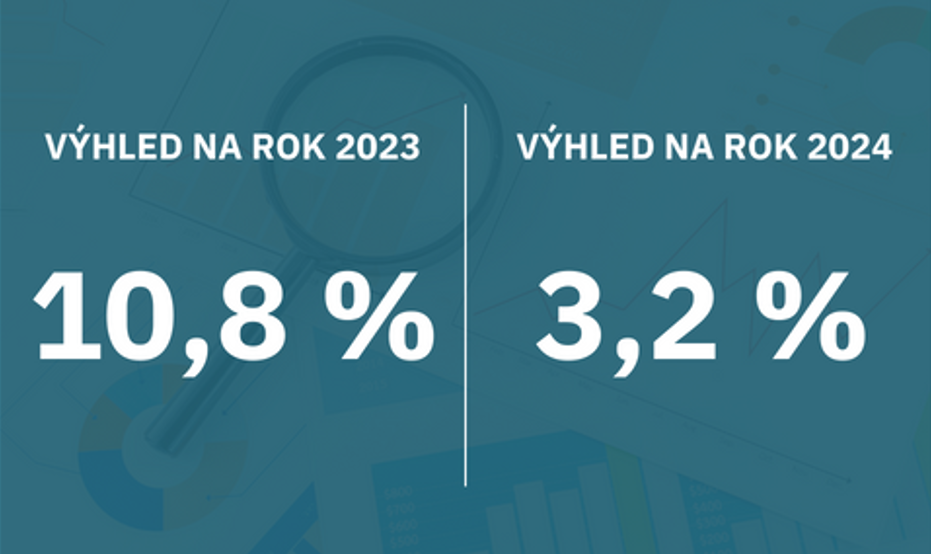 VÝHLED NA ROK 2023
10,8 %
VÝHLED NA ROK 2024
3,2 %